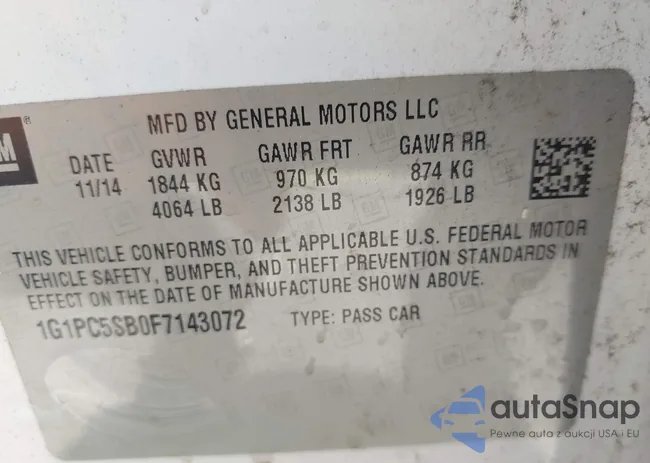 GM ®
MFD BY GENERAL MOTORS LLC
DATE GVWR GAWR FRT GAWR RR
11/14 1844 KG 970 KG 874 KG
4064 LB 2138 LB 1926 LB
THIS VEHICLE CONFORMS TO ALL APPLICABLE U.S. FEDERAL MOTOR
VEHICLE SAFETY, BUMPER, AND THEFT PREVENTION STANDARDS IN
EFFECT ON THE DATE OF MANUFACTURE SHOWN ABOVE.
1G1PC5SB0F7143072 TYPE: PASS CAR
autaSnap
Pewne auta z aukcji USA i EU